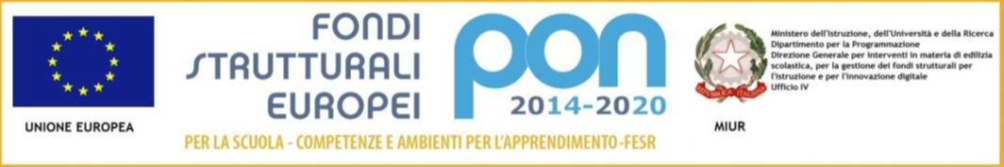 UNIONE EUROPEA
FONDI
STRUTTURALI
EUROPEI
pon
2014-2020
PER LA SCUOLA - COMPETENZE E AMBIENTI PER L'APPRENDIMENTO-FESR
REPVBBLICA ITALIANA
Ministero dell'Istruzione, dell'Università e della Ricerca
Dipartimento per la Programmazione
Direzione Generale per interventi in materia di edilizia
scolastica, per la gestione dei fondi strutturali per
l'istruzione e per l'innovazione digitale
Ufficio IV
MIUR